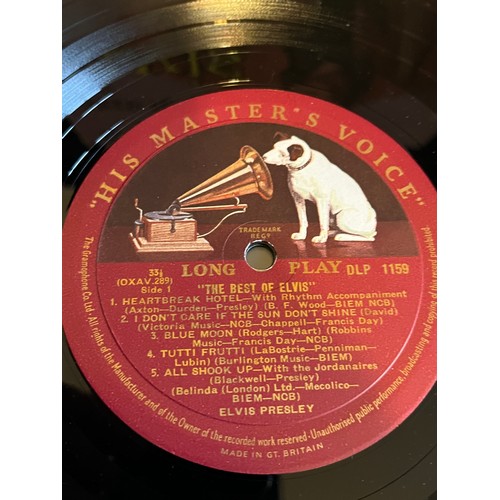 "HIS MASTER'S VOICE"
TRADEMARK
REGD
33⅓
(OXAV.289)
Side 1
LONG PLAY DLP 1159
"THE BEST OF ELVIS"
1. HEARTBREAK HOTEL—With Rhythm Accompaniment
(Axton—Durden—Presley) (B. F. Wood—BIEM NCB)
2. I DON'T CARE IF THE SUN DON'T SHINE (David)
(Victoria Music—NCB—Chappell—Francis Day)
3. BLUE MOON (Rodgers—Hart) (Robbins
Music—Francis Day—NCB)
4. TUTTI FRUTTI (LaBostrie—Penniman—
Lubin) (Burlington Music—BIEM)
5. ALL SHOOK UP—With the Jordanaires
(Blackwell—Presley)
(Belinda (London) Ltd.—Mecolico—
BIEM—NCB)
ELVIS PRESLEY
The Gramophone Co. Ltd. · All rights of the Manufacturer and of the Owner of the recorded work reserved · Unauthorised public performance, broadcasting and copying of this record prohibited.
MADE IN GT. BRITAIN